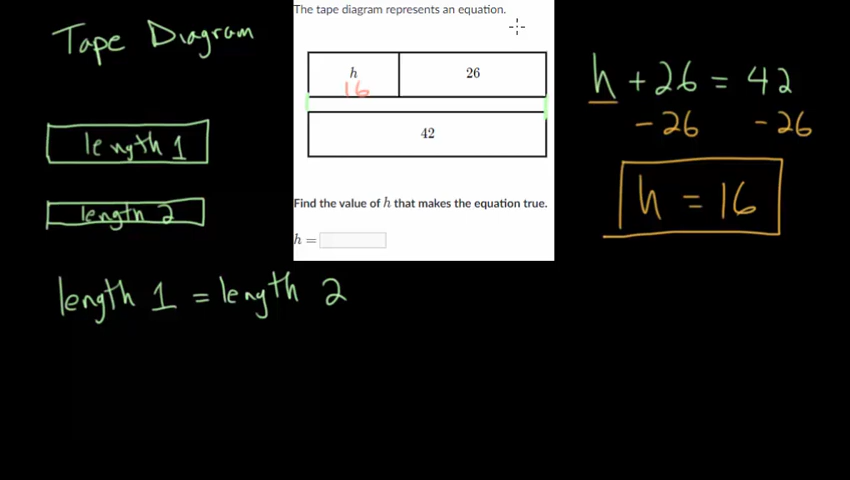 Tape Diagram
length 1
length 2
length 1 = length 2
The tape diagram represents an equation.
h 26
16
42
Find the value of h that makes the equation true.
h =
h + 26 = 42
- 26 - 26
h = 16